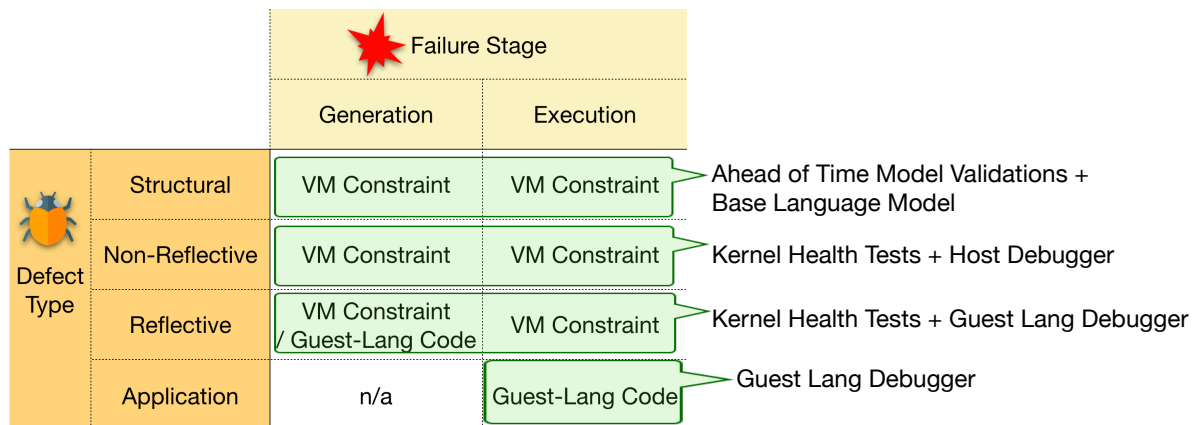 Failure Stage
Generation
Execution
Defect
Type
Structural
VM Constraint
VM Constraint
Ahead of Time Model Validations +
Base Language Model
Non-Reflective
VM Constraint
VM Constraint
Kernel Health Tests + Host Debugger
Reflective
VM Constraint
/ Guest-Lang Code
VM Constraint
Kernel Health Tests + Guest Lang Debugger
Application
n/a
Guest-Lang Code
Guest Lang Debugger